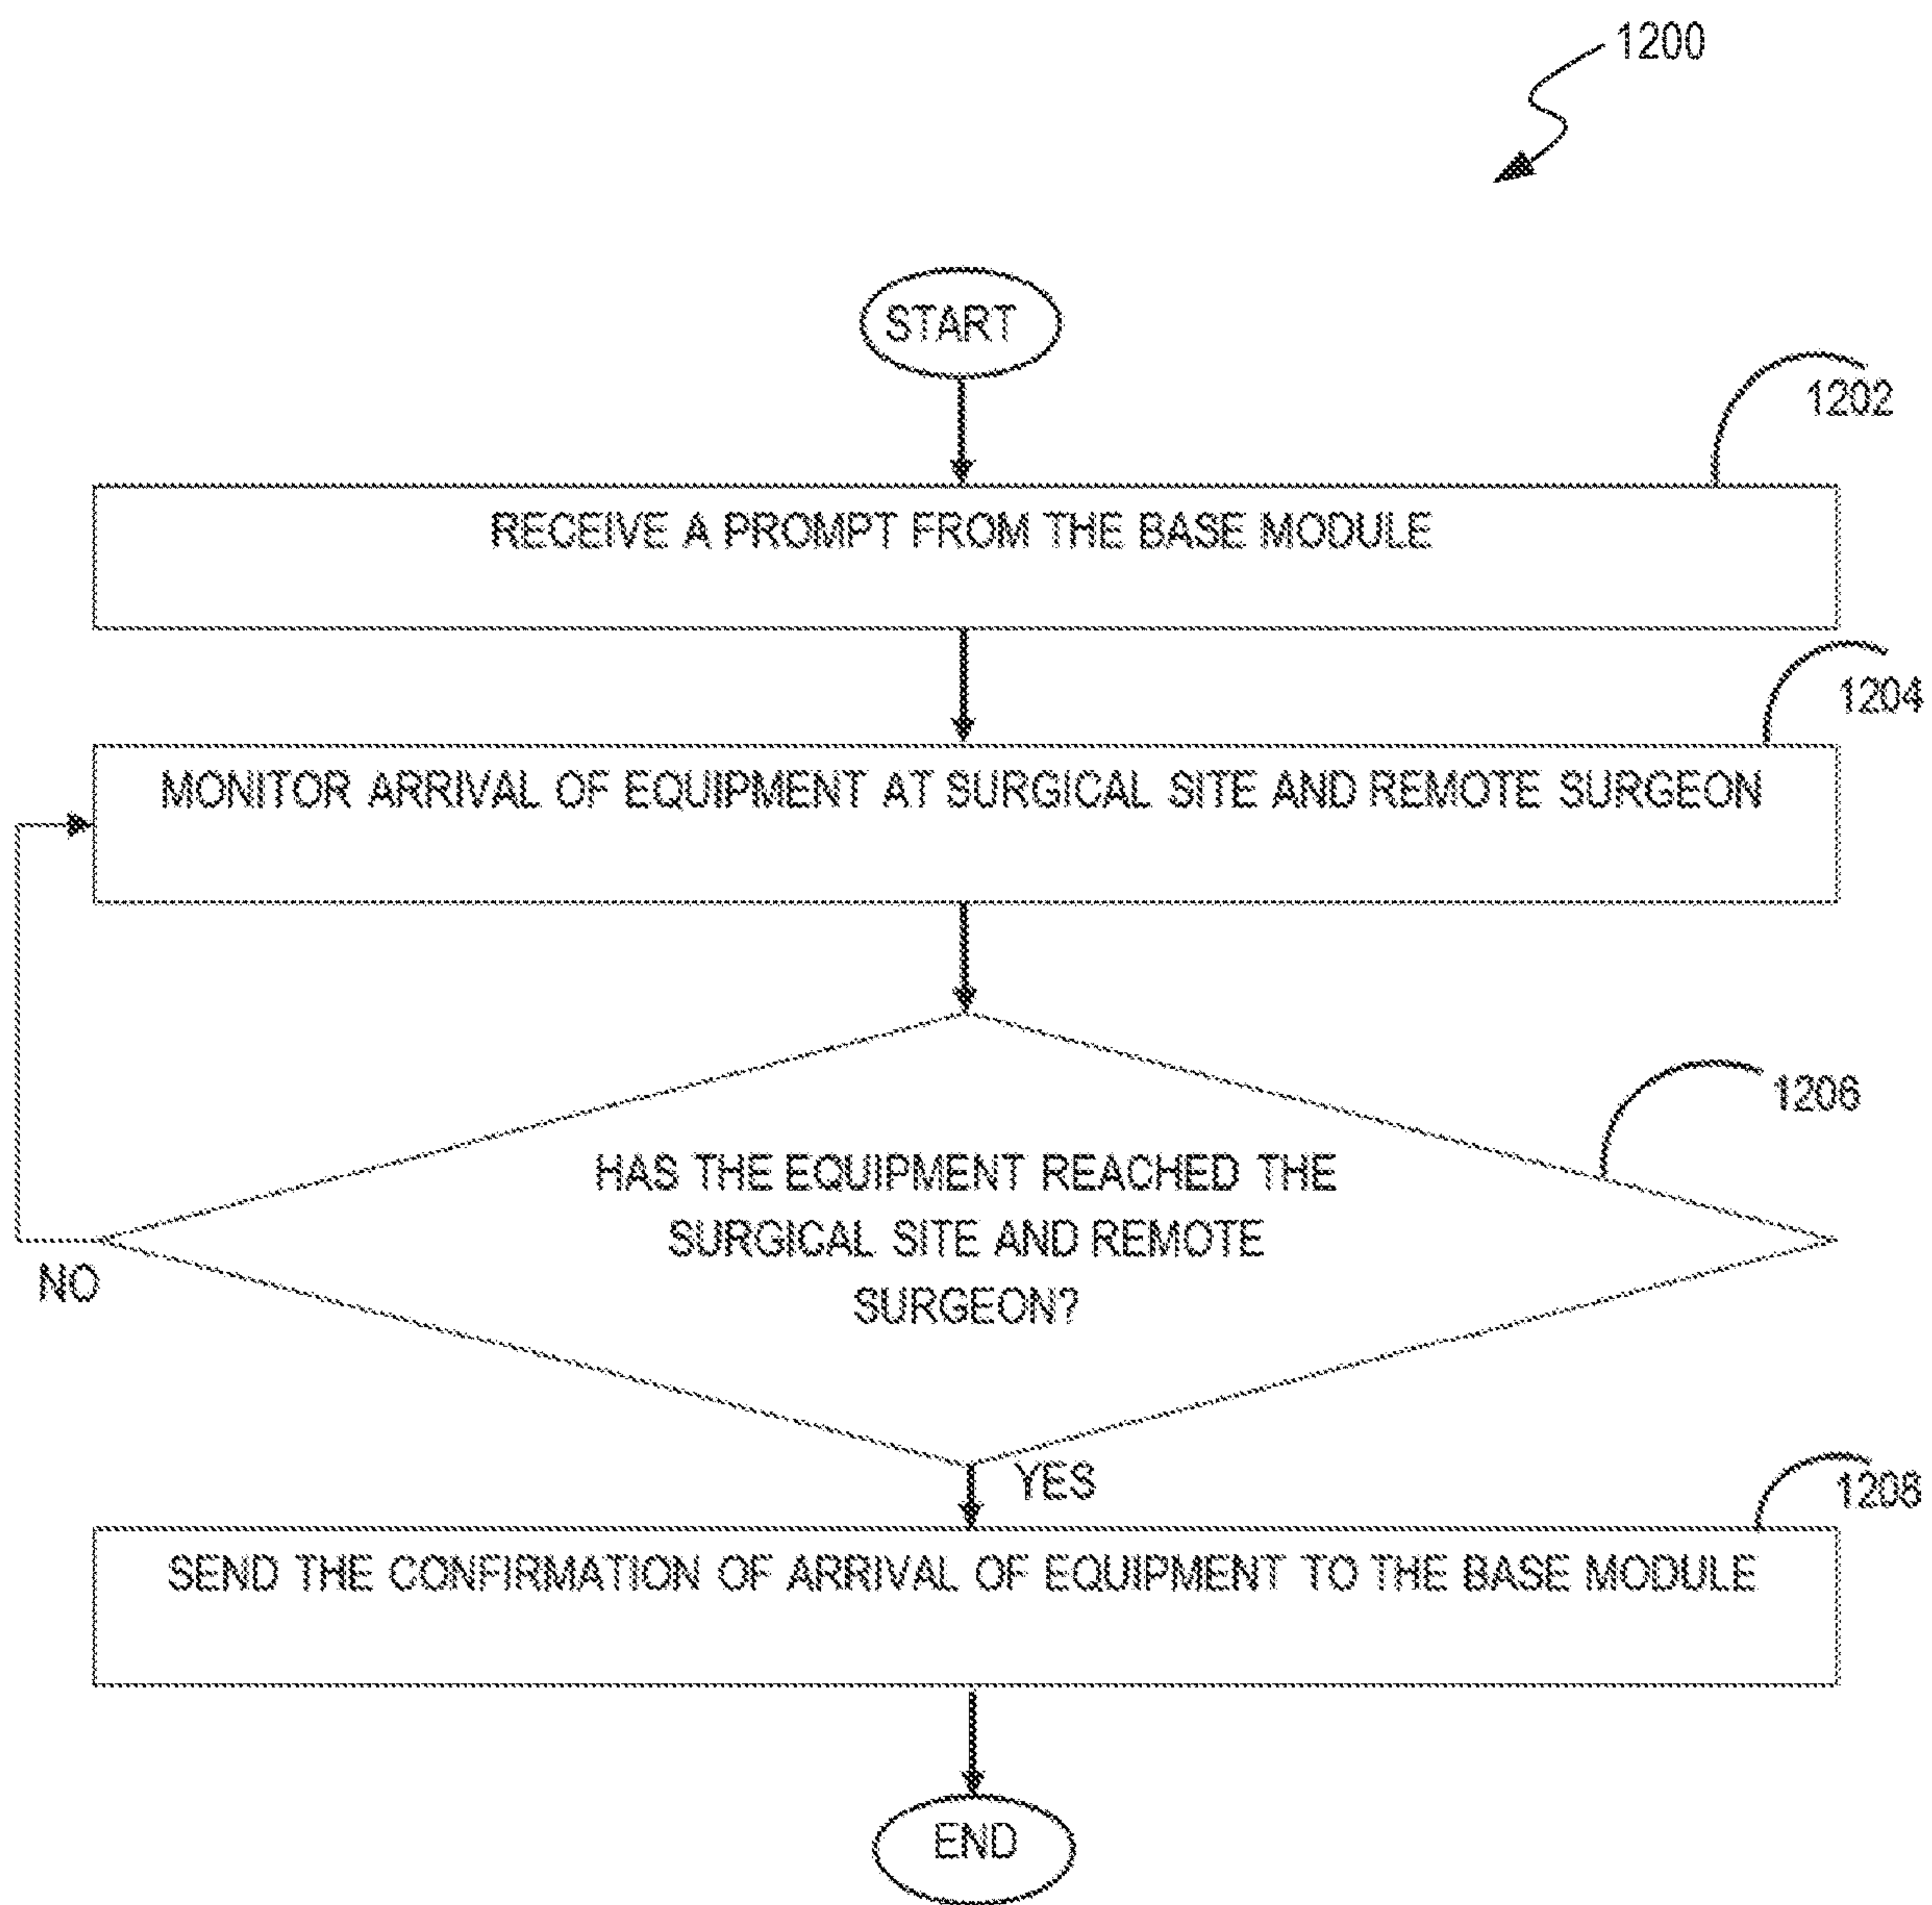 1200
START
1202
RECEIVE A PROMPT FROM THE BASE MODULE
1204
MONITOR ARRIVAL OF EQUIPMENT AT SURGICAL SITE AND REMOTE SURGEON
1206
HAS THE EQUIPMENT REACHED THE
SURGICAL SITE AND REMOTE
SURGEON?
NO
YES
1208
SEND THE CONFIRMATION OF ARRIVAL OF EQUIPMENT TO THE BASE MODULE
END